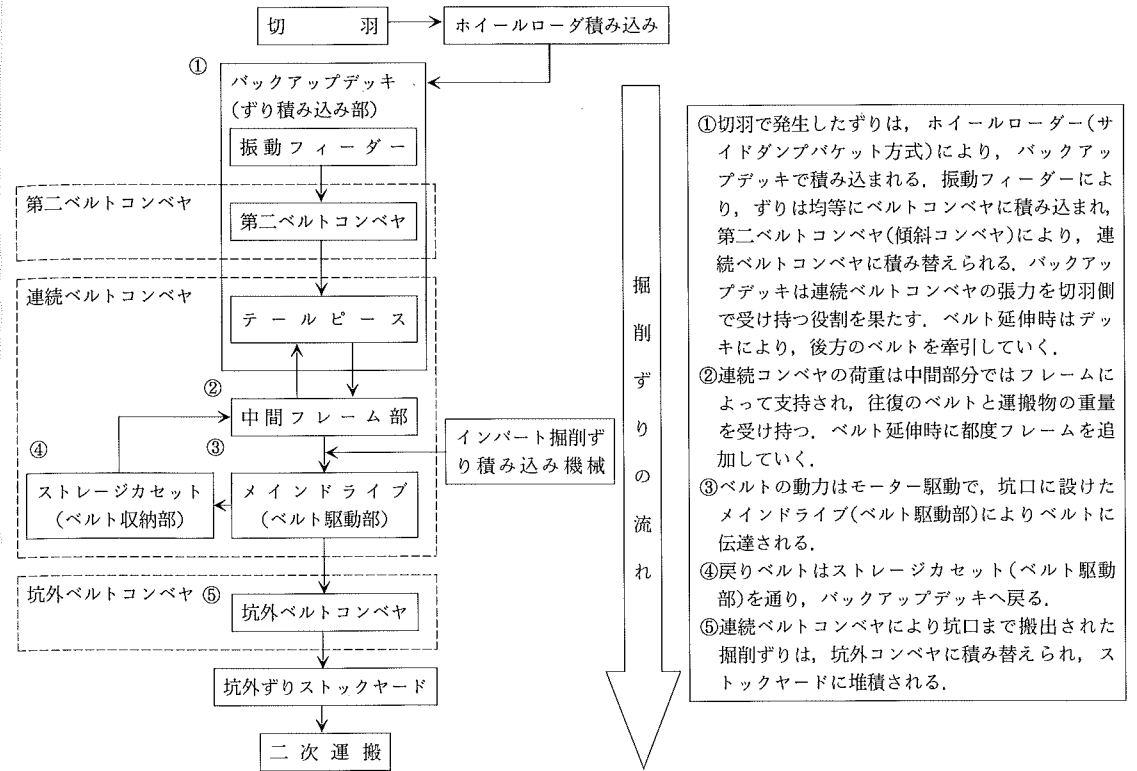 切羽
ホイールローダ積み込み
①
バックアップデッキ
(ずり積み込み部)
振動フィーダー
第二ベルトコンベヤ
第二ベルトコンベヤ
連続ベルトコンベヤ
テールピース
②
中間フレーム部
③
インバート掘削ず
り積み込み機械
④
ストレージカセット
(ベルト収納部)
メインドライブ
(ベルト駆動部)
坑外ベルトコンベヤ ⑤
坑外ベルトコンベヤ
坑外ずりストックヤード
二次運搬
掘削ずりの流れ
①切羽で発生したずりは，ホイールローダー(サ
イドダンプバケット方式)により，バックアッ
プデッキで積み込まれる．振動フィーダーによ
り，ずりは均等にベルトコンベヤに積み込まれ，
第二ベルトコンベヤ(傾斜コンベヤ)により，連
続ベルトコンベヤに積み替えられる．バックアッ
プデッキは連続ベルトコンベヤの張力を切羽側
で受け持つ役割を果たす．ベルト延伸時はデッ
キにより，後方のベルトを牽引していく．
②連続コンベヤの荷重は中間部分ではフレームに
よって支持され，往復のベルトと運搬物の重量
を受け持つ．ベルト延伸時に都度フレームを追
加していく．
③ベルトの動力はモーター駆動で，坑口に設けた
メインドライブ(ベルト駆動部)によりベルトに
伝達される．
④戻りベルトはストレージカセット(ベルト駆動
部)を通り，バックアップデッキへ戻る．
⑤連続ベルトコンベヤにより坑口まで搬出された
掘削ずりは，坑外コンベヤに積み替えられ，ス
トックヤードに堆積される．